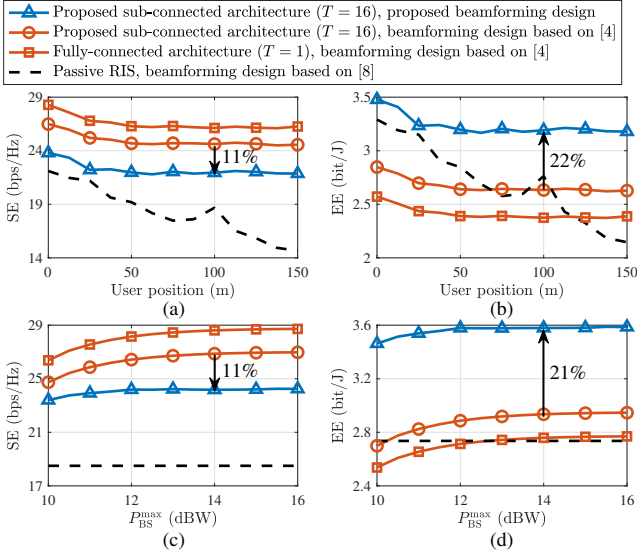 Proposed sub-connected architecture (T = 16), proposed beamforming design
Proposed sub-connected architecture (T = 16), beamforming design based on [4]
Fully-connected architecture (T = 1), beamforming design based on [4]
Passive RIS, beamforming design based on [8]
29
24
19
14
SE (bps/Hz)
11%
0 50 100 150
User position (m)
(a)
3.5
3
2.5
2
EE (bit/J)
22%
0 50 100 150
User position (m)
(b)
29
25
21
17
SE (bps/Hz)
11%
10 12 14 16
P_BS^max (dBW)
(c)
3.6
3.2
2.8
2.4
EE (bit/J)
21%
10 12 14 16
P_BS^max (dBW)
(d)